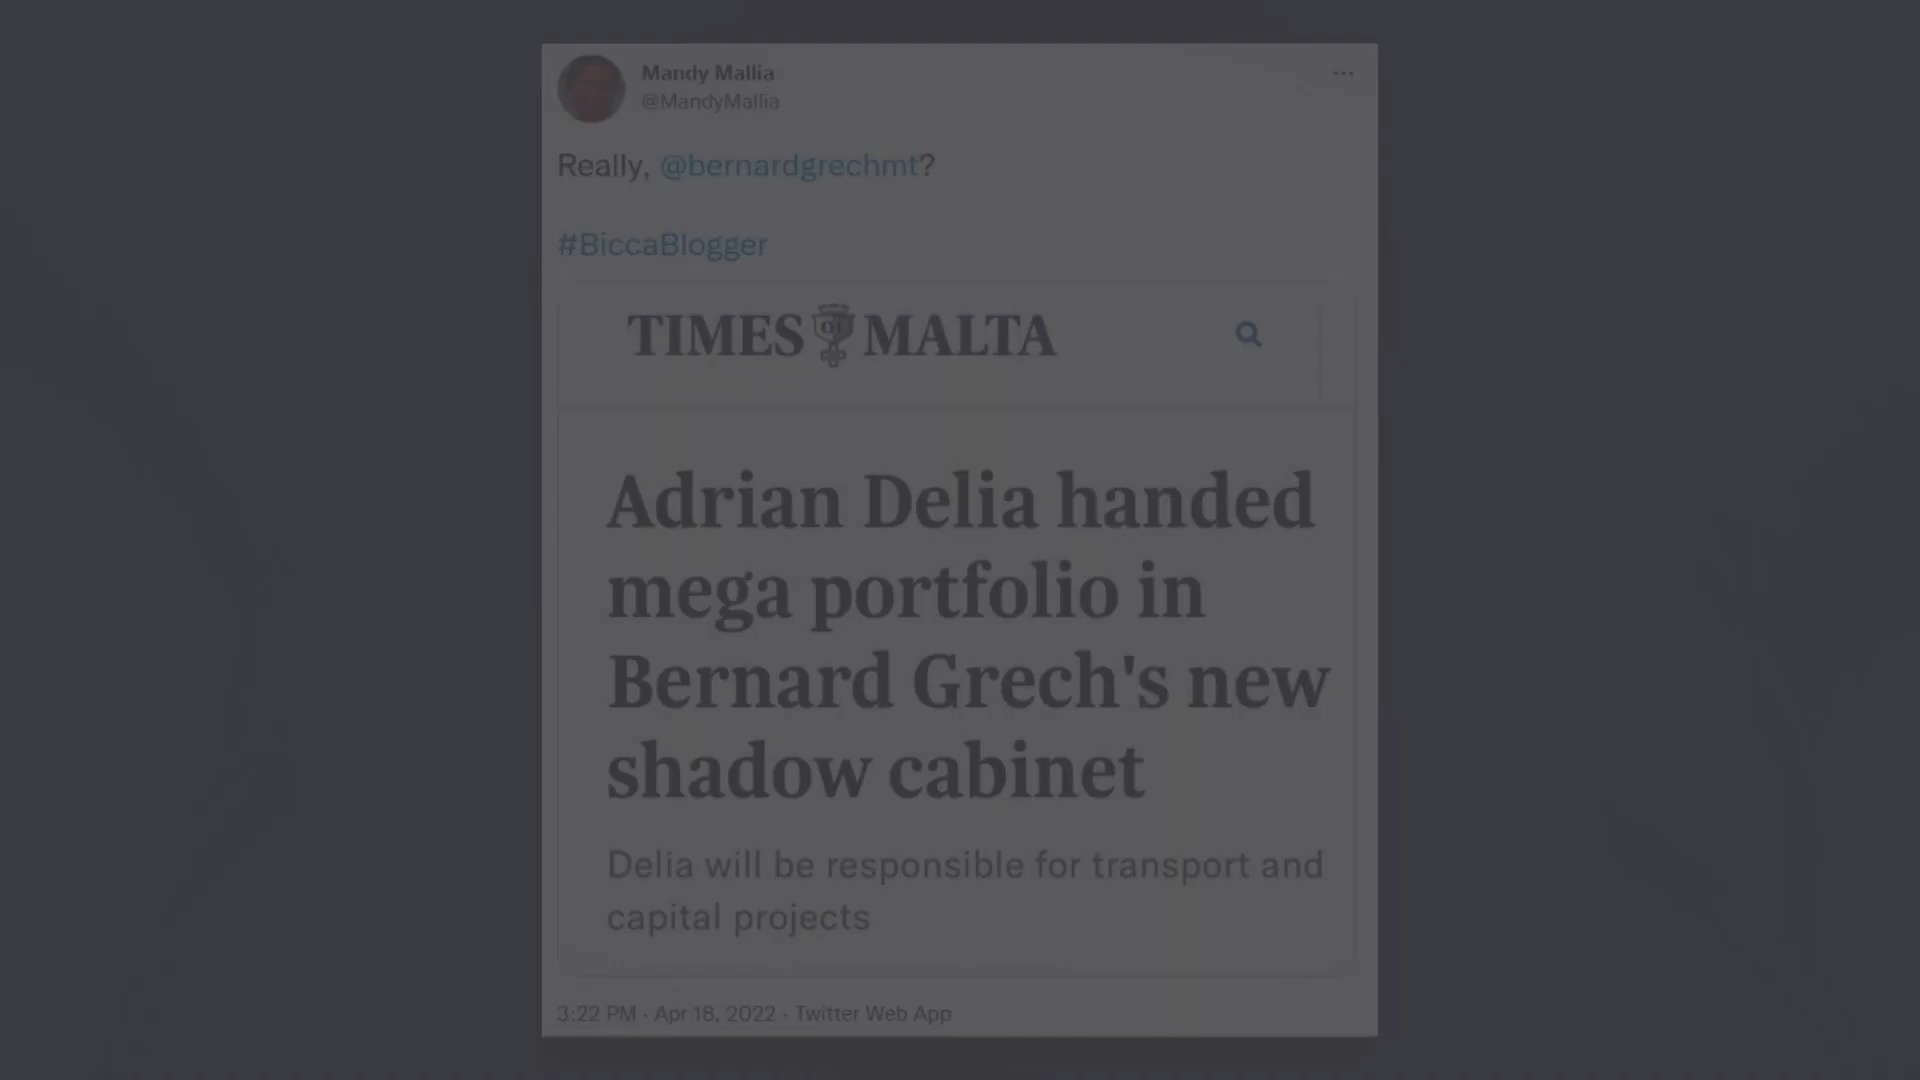 Mandy Mallia
@MandyMallia
Really, @bernardgrechmt?
#BiccaBlogger
TIMES OF MALTA
Adrian Delia handed
mega portfolio in
Bernard Grech's new
shadow cabinet
Delia will be responsible for transport and
capital projects
3:22 PM · Apr 18, 2022 · Twitter Web App